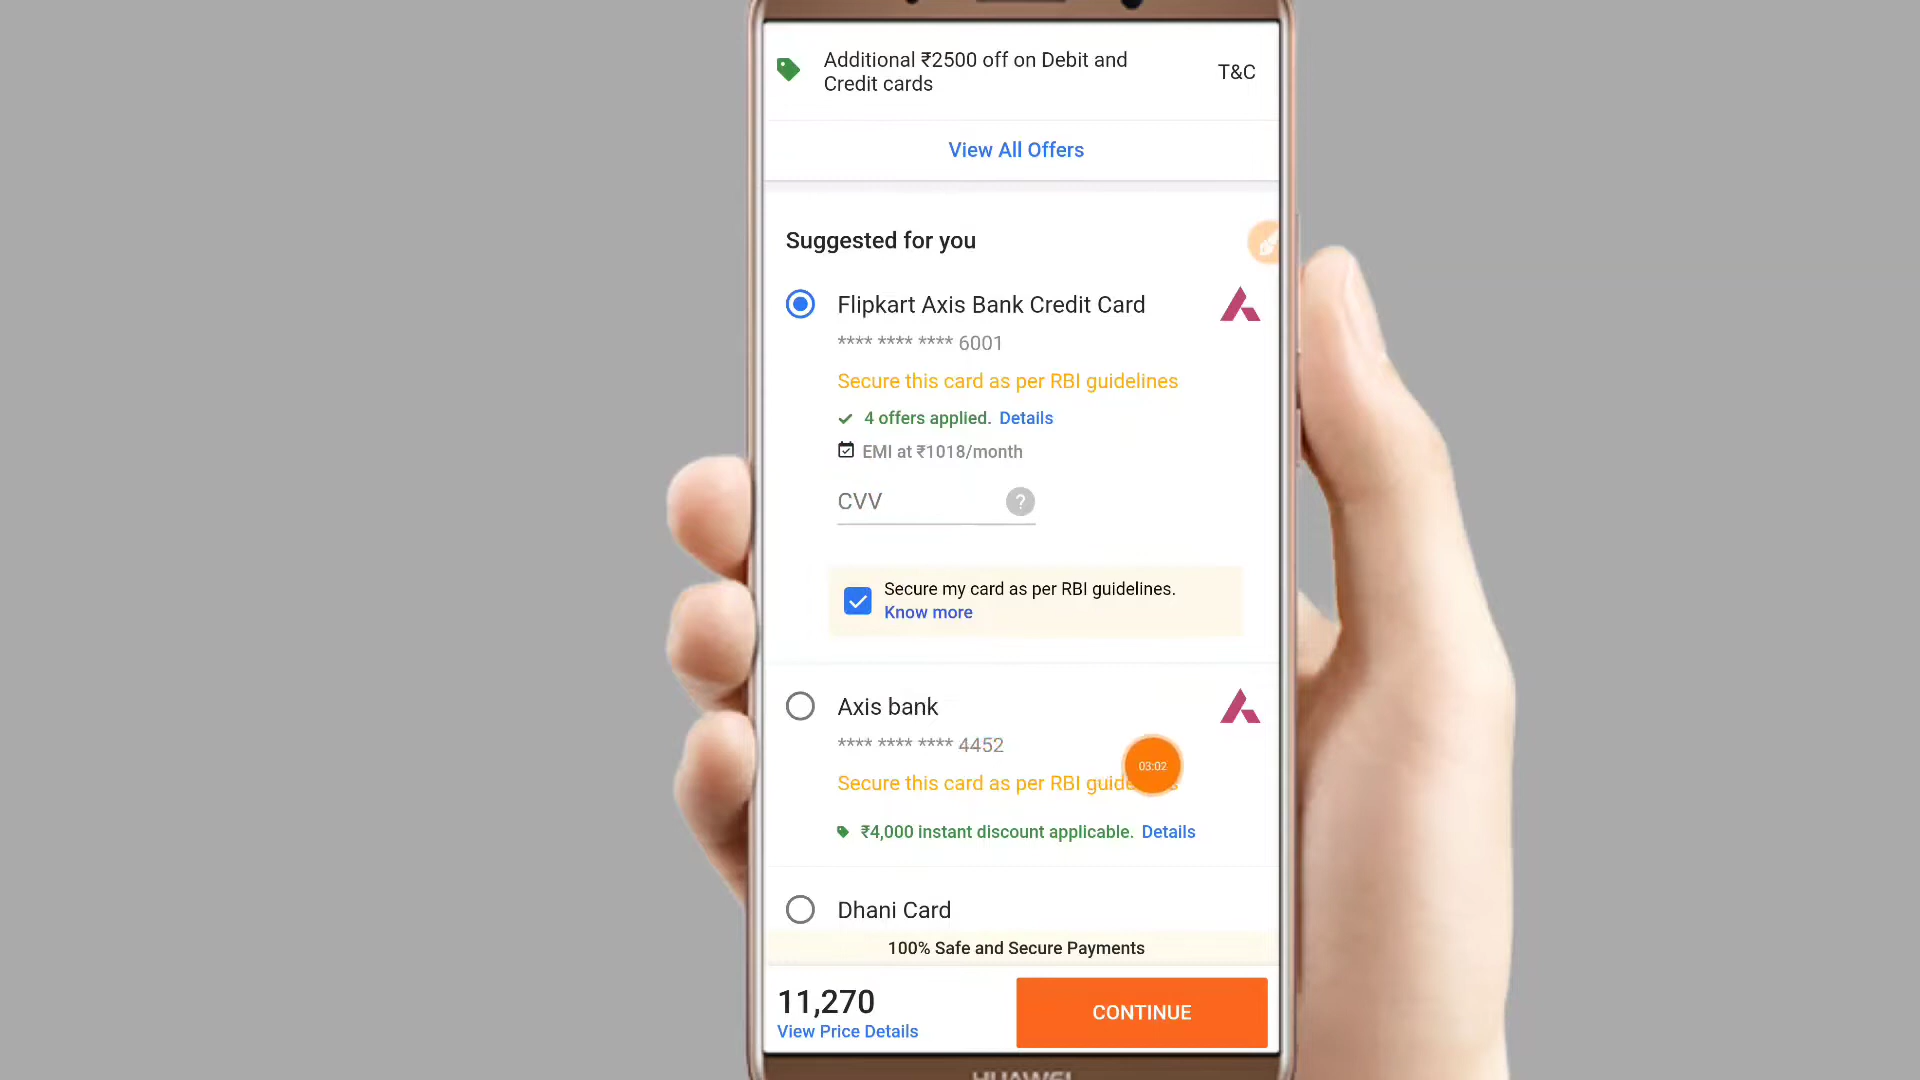 Additional ₹2500 off on Debit and
Credit cards
T&C
View All Offers
Suggested for you
Flipkart Axis Bank Credit Card
**** **** **** 6001
Secure this card as per RBI guidelines
4 offers applied. Details
EMI at ₹1018/month
CVV
?
Secure my card as per RBI guidelines.
Know more
Axis bank
**** **** **** 4452
03:02
Secure this card as per RBI
₹4,000 instant discount applicable. Details
Dhani Card
100% Safe and Secure Payments
11,270
View Price Details
CONTINUE
HUAWEI